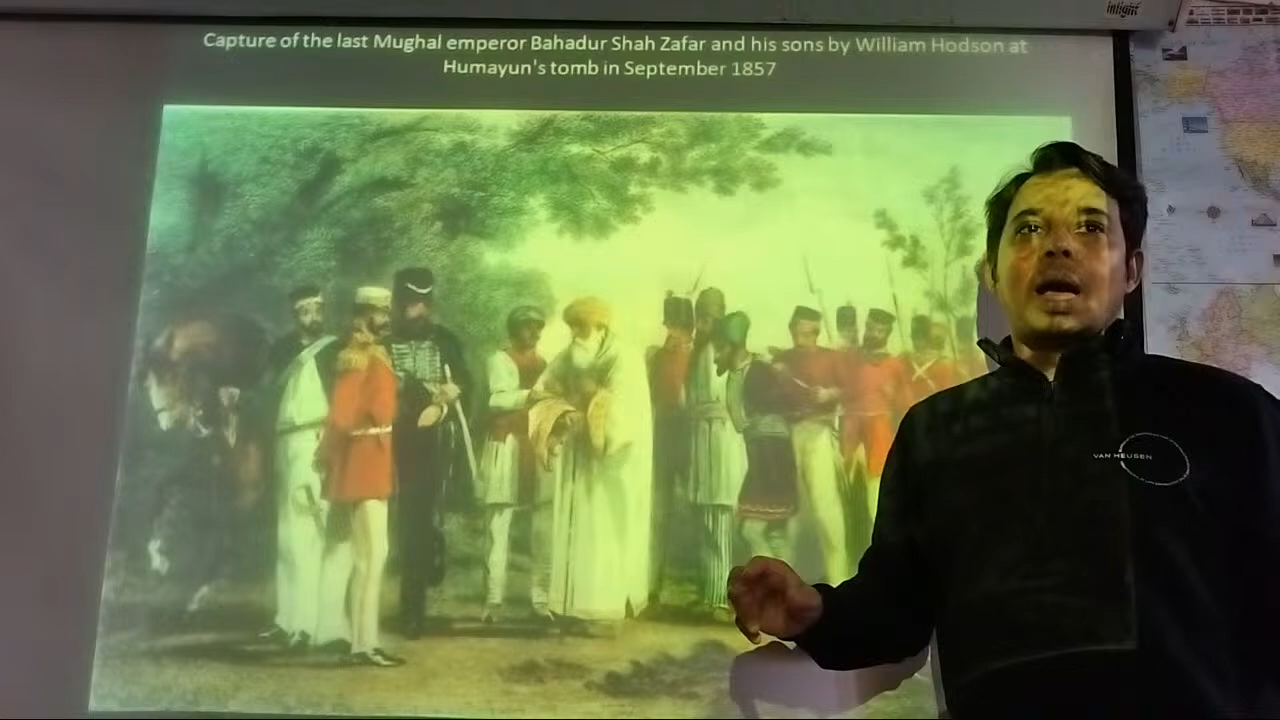 inlight
Capture of the last Mughal emperor Bahadur Shah Zafar and his sons by William Hodson at
Humayun's tomb in September 1857
VAN HEUSEN